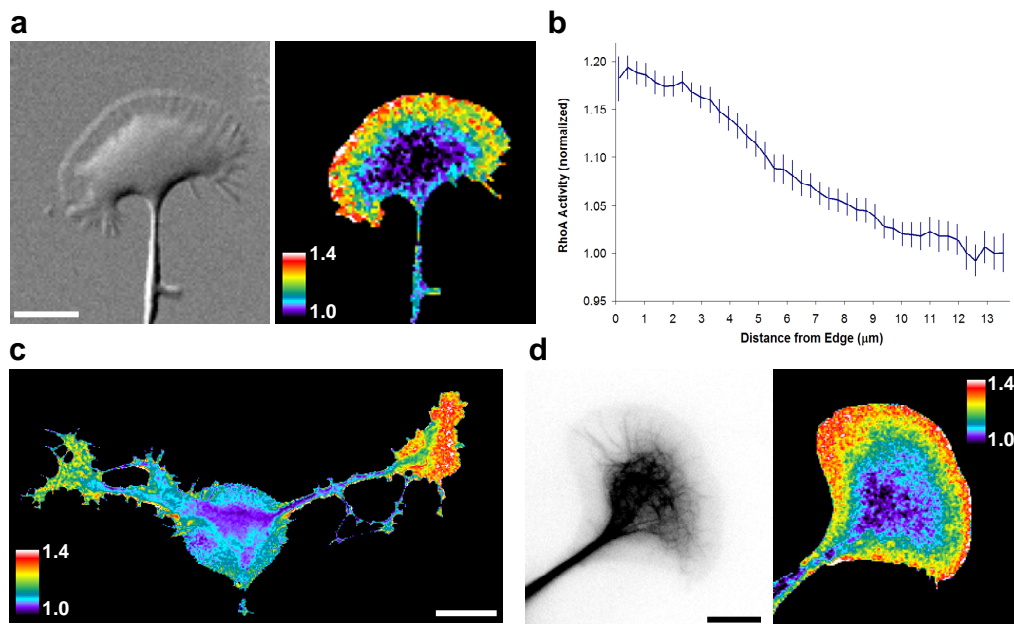 a
1.4
1.0
b
RhoA Activity (normalized)
1.20
1.15
1.10
1.05
1.00
0.95
0 1 2 3 4 5 6 7 8 9 10 11 12 13
Distance from Edge (μm)
c
1.4
1.0
d
1.4
1.0